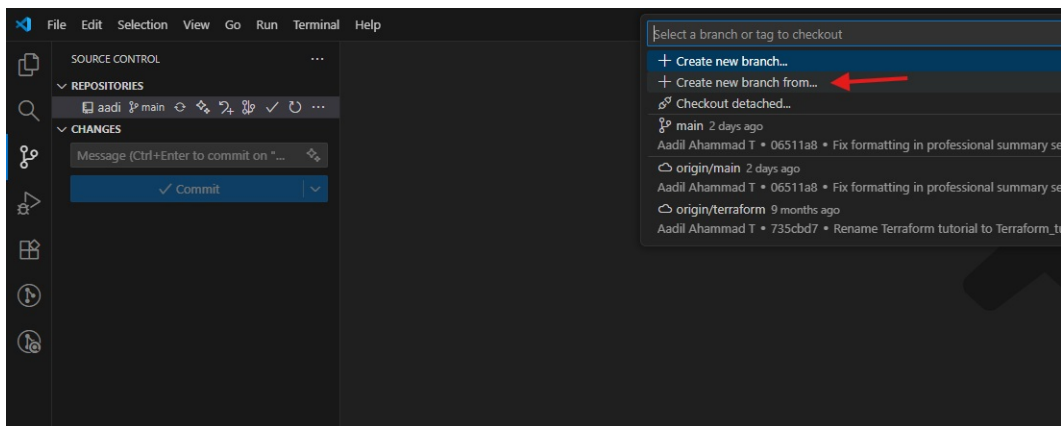 File Edit Selection View Go Run Terminal Help
Select a branch or tag to checkout
SOURCE CONTROL
REPOSITORIES
aadi main
CHANGES
Message (Ctrl+Enter to commit on "...
Commit
Create new branch...
Create new branch from...
Checkout detached...
main 2 days ago
Aadil Ahammad T • 06511a8 • Fix formatting in professional summary se
origin/main 2 days ago
Aadil Ahammad T • 06511a8 • Fix formatting in professional summary se
origin/terraform 9 months ago
Aadil Ahammad T • 735cbd7 • Rename Terraform tutorial to Terraform_tu